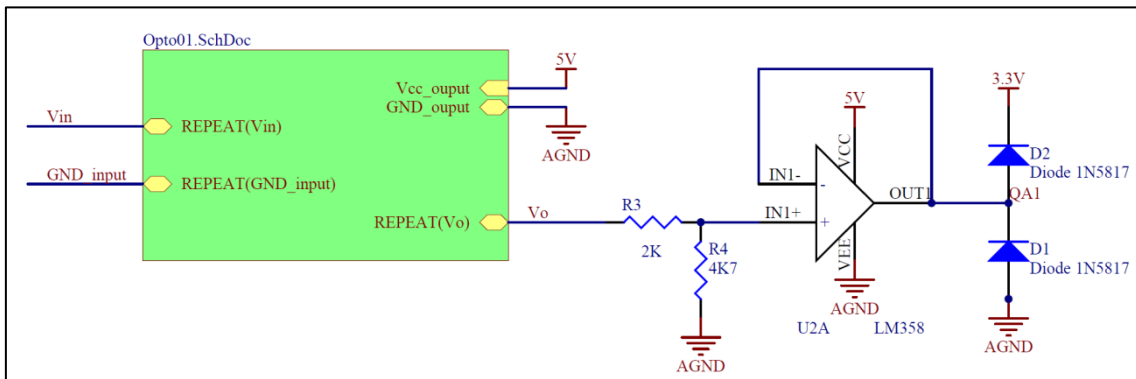 Opto01.SchDoc
5V
Vcc_ouput
GND_ouput
AGND
Vin
REPEAT(Vin)
GND_input
REPEAT(GND_input)
REPEAT(Vo)
Vo
R3
2K
R4
4K7
AGND
IN1-
IN1+
5V
VCC
-
+
VEE
AGND
U2A
LM358
OUT1
3.3V
D2
Diode 1N5817
QA1
D1
Diode 1N5817
AGND